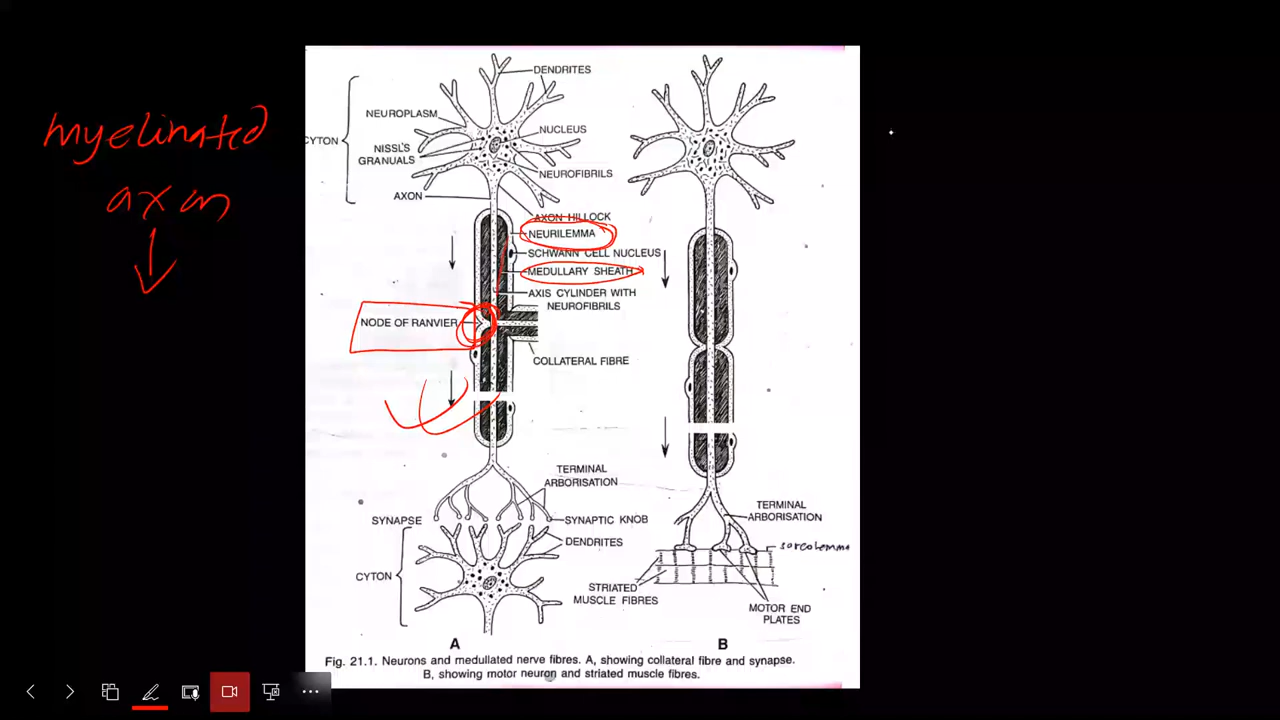 myelinated
axon
DENDRITES
NEUROPLASM
CYTON
NISSL'S
GRANUALS
NUCLEUS
NEUROFIBRILS
AXON
AXON HILLOCK
NEURILEMMA
SCHWANN CELL NUCLEUS
MEDULLARY SHEATH
AXIS CYLINDER WITH
NEUROFIBRILS
NODE OF RANVIER
COLLATERAL FIBRE
TERMINAL
ARBORISATION
SYNAPSE
SYNAPTIC KNOB
DENDRITES
CYTON
TERMINAL
ARBORISATION
sarcolemma
STRIATED
MUSCLE FIBRES
MOTOR END
PLATES
A
B
Fig. 21.1. Neurons and medullated nerve fibres. A, showing collateral fibre and synapse.
B, showing motor neuron and striated muscle fibres.